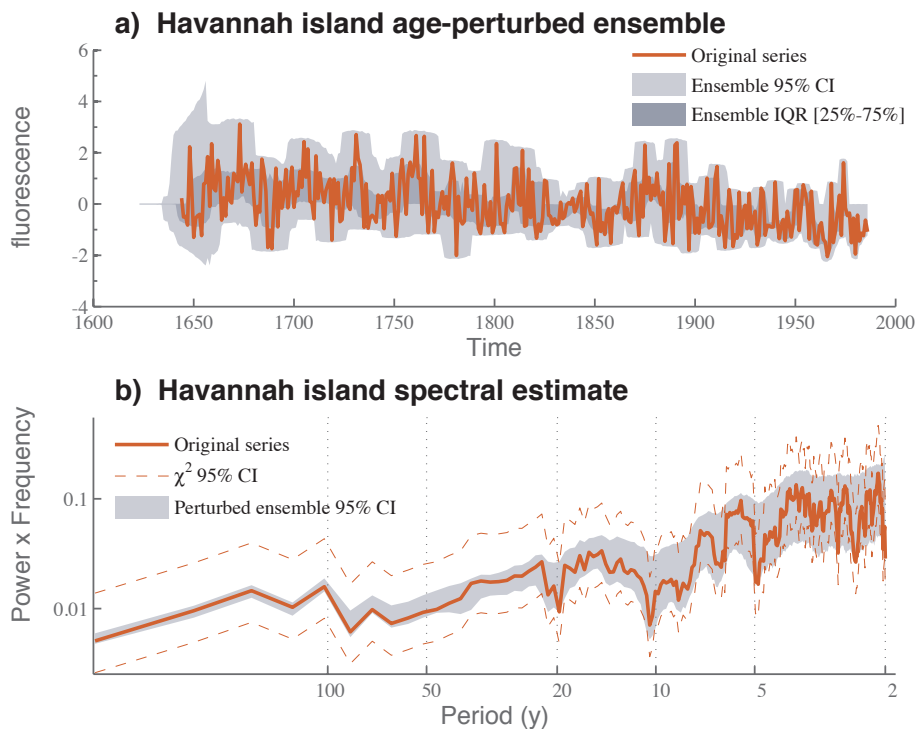 a) Havannah island age-perturbed ensemble
6
4
2
0
-2
-4
fluorescence
Original series
Ensemble 95% CI
Ensemble IQR [25%-75%]
1600
1650
1700
1750
1800
1850
1900
1950
2000
Time
b) Havannah island spectral estimate
Power x Frequency
0.1
0.01
Original series
χ² 95% CI
Perturbed ensemble 95% CI
100
50
20
10
5
2
Period (y)